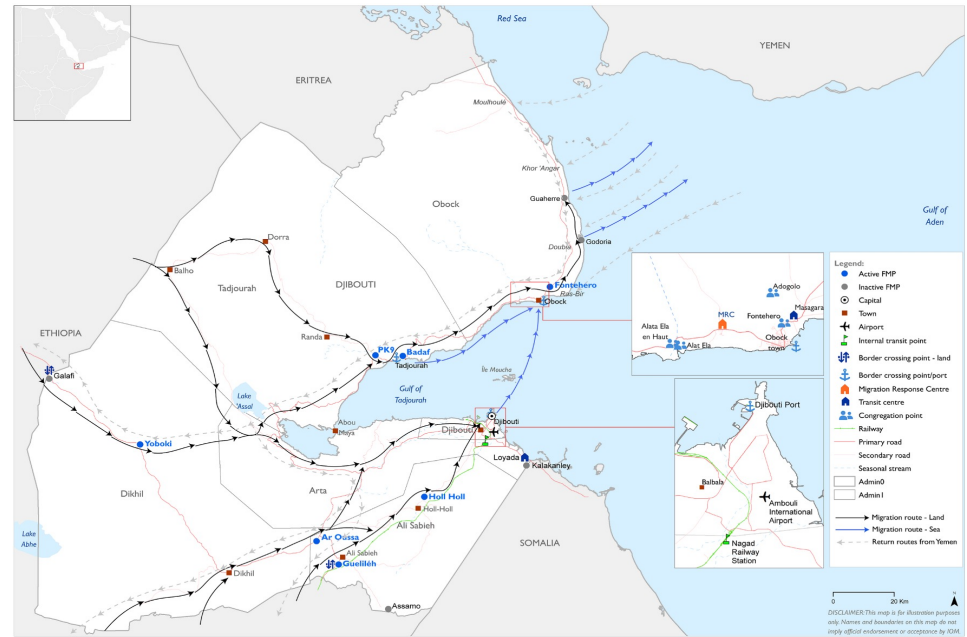 Red Sea
YEMEN
ERITREA
Moulhoulé
Khor 'Angar
Obock
Guaherre
Gulf of
Aden
Godoria
Doubié
Dorra
Balho
Tadjourah
DJIBOUTI
Fontehero
Ras-Bir
Obock
ETHIOPIA
Randa
PK9
Badaf
Tadjourah
Île Mouche
Galafi
Lake
'Assal
Gulf of
Tadjourah
Abou
Maya
Djibouti
Djibouti
Yoboki
Loyada
Kalakanley
Dikhil
Arta
Holl Holl
Holl-Holl
Ali Sabieh
Lake
Abhe
Ar Oussa
Ali Sabieh
Guelilèh
SOMALIA
Dikhil
Assamo
Adogolo
Masagara
MRC
Fontehero
Alata Ela
en Haut
Alat Ela
Obock
town
Djibouti Port
Balbala
Ambouli
International
Airport
Nagad
Railway
Station
Legend:
Active FMP
Inactive FMP
Capital
Town
Airport
Internal transit point
Border crossing point - land
Border crossing point/port
Migration Response Centre
Transit centre
Congregation point
Railway
Primary road
Secondary road
Seasonal stream
Admin0
Admin1
Migration route - Land
Migration route - Sea
Return routes from Yemen
0 20 Km
N
DISCLAIMER: This map is for illustration purposes
only. Names and boundaries on this map do not
imply official endorsement or acceptance by IOM.